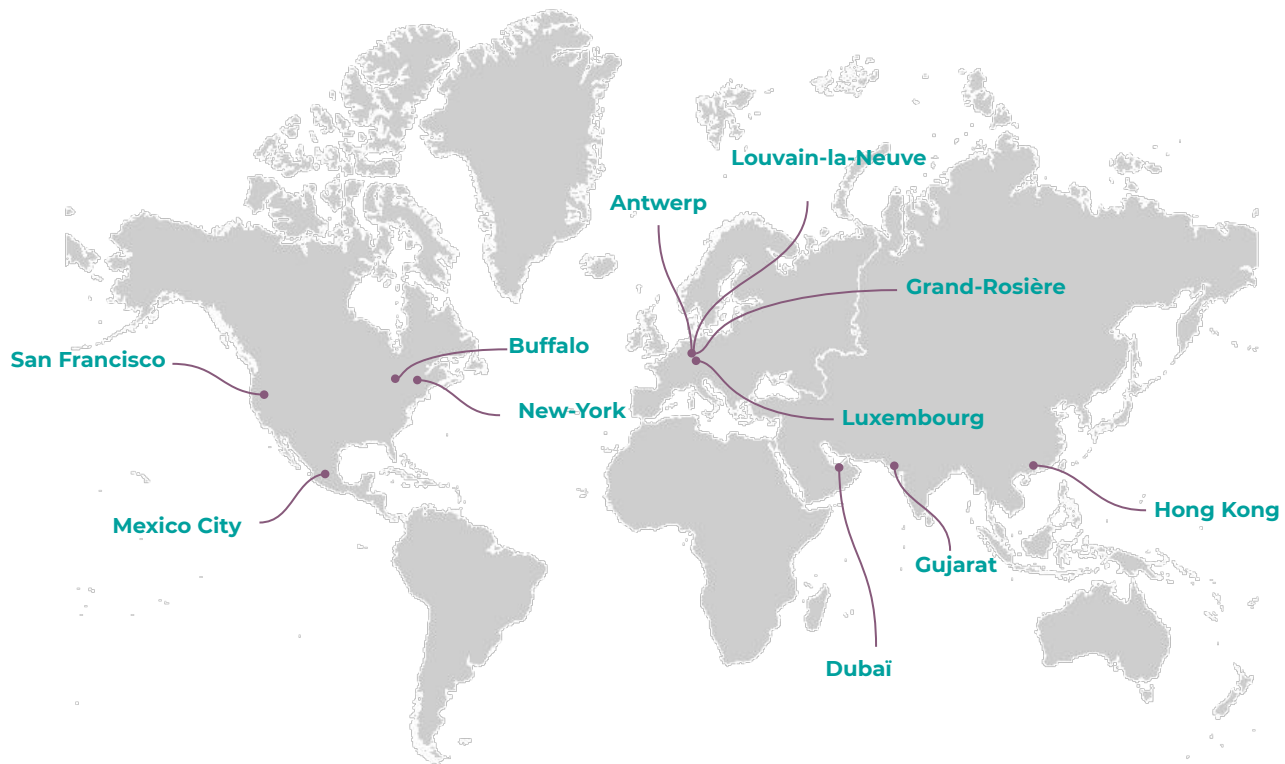 Louvain-la-Neuve
Antwerp
Grand-Rosière
Buffalo
San Francisco
New-York
Luxembourg
Hong Kong
Mexico City
Gujarat
Dubaï